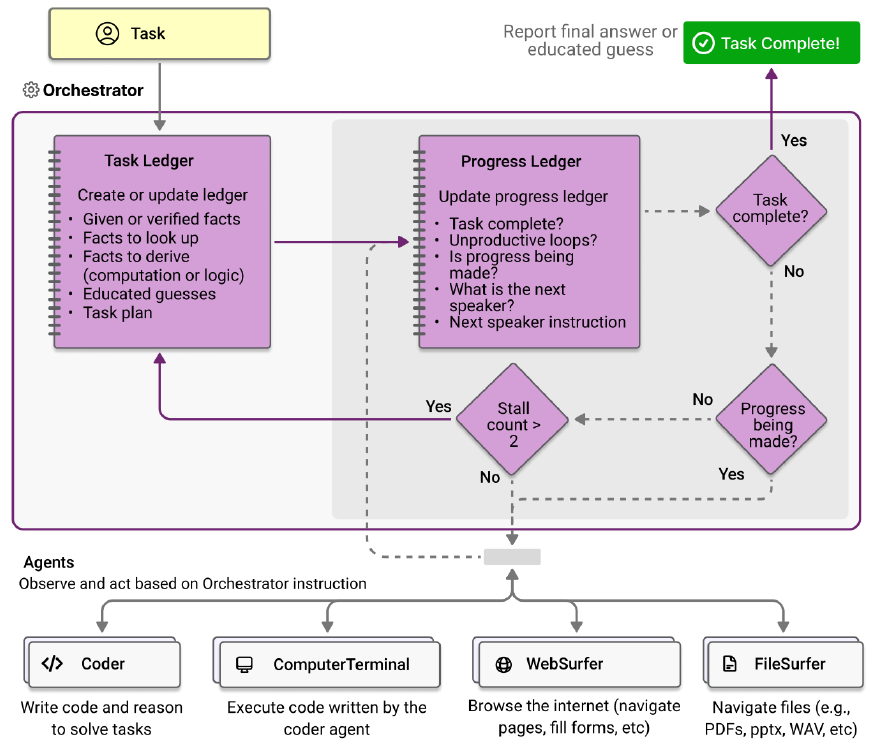 Task
Report final answer or
educated guess
Task Complete!
Orchestrator
Task Ledger
Create or update ledger
• Given or verified facts
• Facts to look up
• Facts to derive
(computation or logic)
• Educated guesses
• Task plan
Progress Ledger
Update progress ledger
• Task complete?
• Unproductive loops?
• Is progress being
made?
• What is the next
speaker?
• Next speaker instruction
Yes
Task
complete?
No
Progress
being
made?
No
Yes
Stall
count >
2
Yes
No
Agents
Observe and act based on Orchestrator instruction
Coder
Write code and reason
to solve tasks
ComputerTerminal
Execute code written by the
coder agent
WebSurfer
Browse the internet (navigate
pages, fill forms, etc)
FileSurfer
Navigate files (e.g.,
PDFs, pptx, WAV, etc)